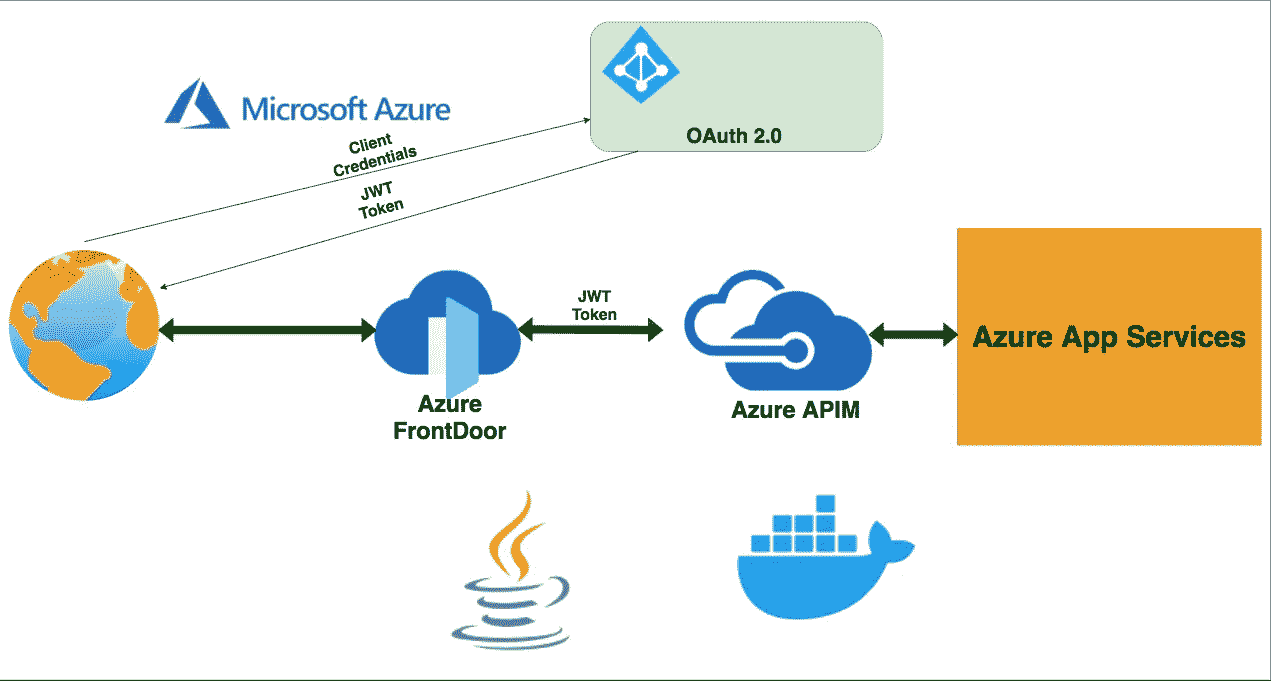 Microsoft Azure
OAuth 2.0
Client
Credentials
JWT
Token
JWT
Token
Azure
FrontDoor
Azure APIM
Azure App Services